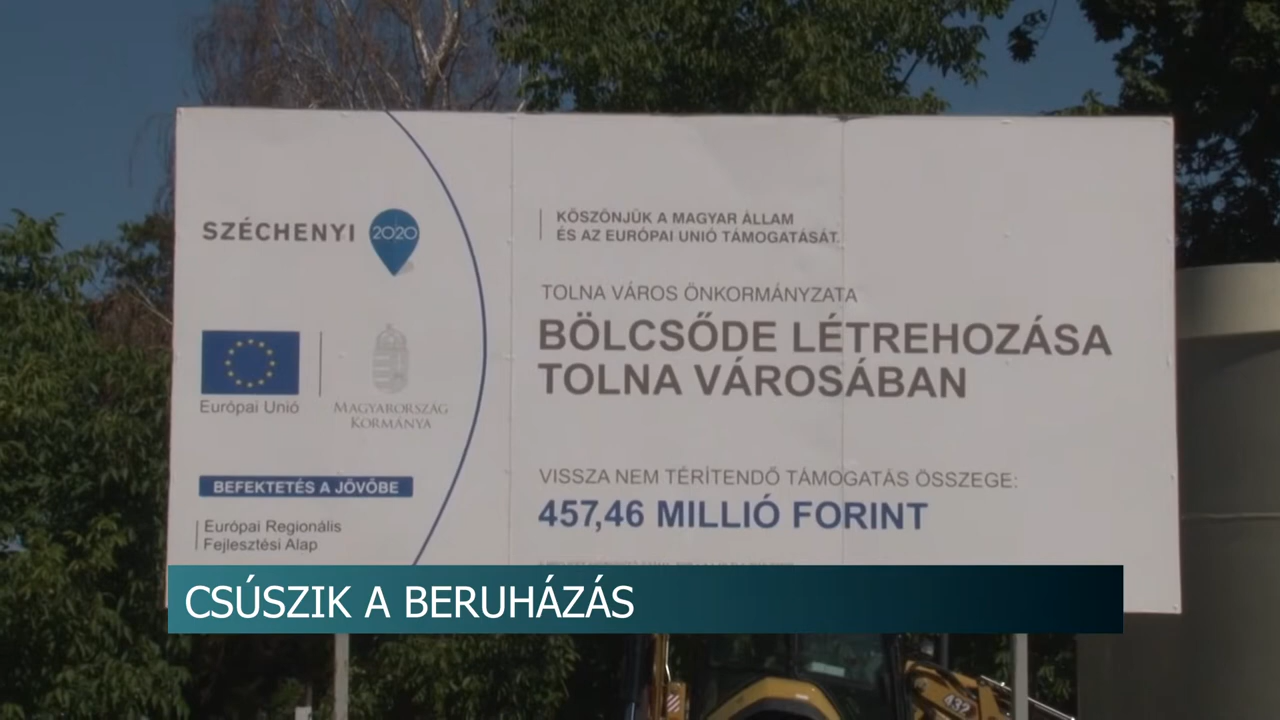 SZÉCHENYI 2020
KÖSZÖNJÜK A MAGYAR ÁLLAM
ÉS AZ EURÓPAI UNIÓ TÁMOGATÁSÁT.
TOLNA VÁROS ÖNKORMÁNYZATA
BÖLCSŐDE LÉTREHOZÁSA
TOLNA VÁROSÁBAN
Európai Unió
MAGYARORSZÁG
KORMÁNYA
VISSZA NEM TÉRÍTENDŐ TÁMOGATÁS ÖSSZEGE:
457,46 MILLIÓ FORINT
BEFEKTETÉS A JÖVŐBE
Európai Regionális
Fejlesztési Alap
CSÚSZIK A BERUHÁZÁS
432